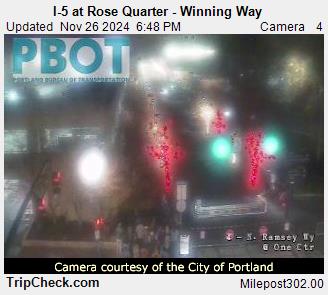 I-5 at Rose Quarter - Winning Way
Updated Nov 26 2024 6:48 PM Camera 4
PBOT
PORTLAND BUREAU OF TRANSPORTATION
4 - N. Ramsey Wy
@ One Ctr
Camera courtesy of the City of Portland
TripCheck.com Milepost302.00